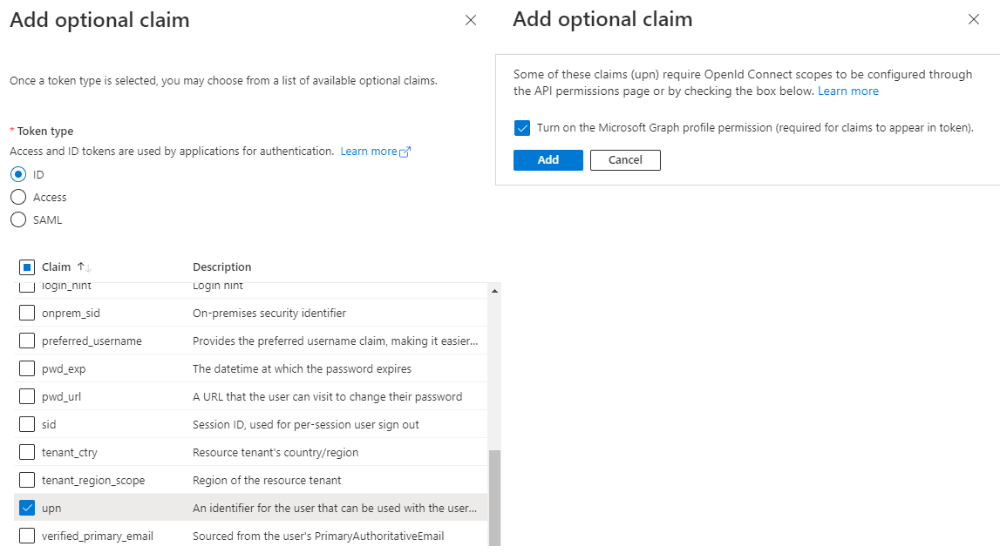 Add optional claim
Once a token type is selected, you may choose from a list of available optional claims.
* Token type
Access and ID tokens are used by applications for authentication. Learn more
ID
Access
SAML
Claim Description
login_hint Login hint
onprem_sid On-premises security identifier
preferred_username Provides the preferred username claim, making it easier...
pwd_exp The datetime at which the password expires
pwd_url A URL that the user can visit to change their password
sid Session ID, used for per-session user sign out
tenant_ctry Resource tenant's country/region
tenant_region_scope Region of the resource tenant
upn An identifier for the user that can be used with the user...
verified_primary_email Sourced from the user's PrimaryAuthoritativeEmail
Add optional claim
Some of these claims (upn) require OpenId Connect scopes to be configured through
the API permissions page or by checking the box below. Learn more
Turn on the Microsoft Graph profile permission (required for claims to appear in token).
Add Cancel